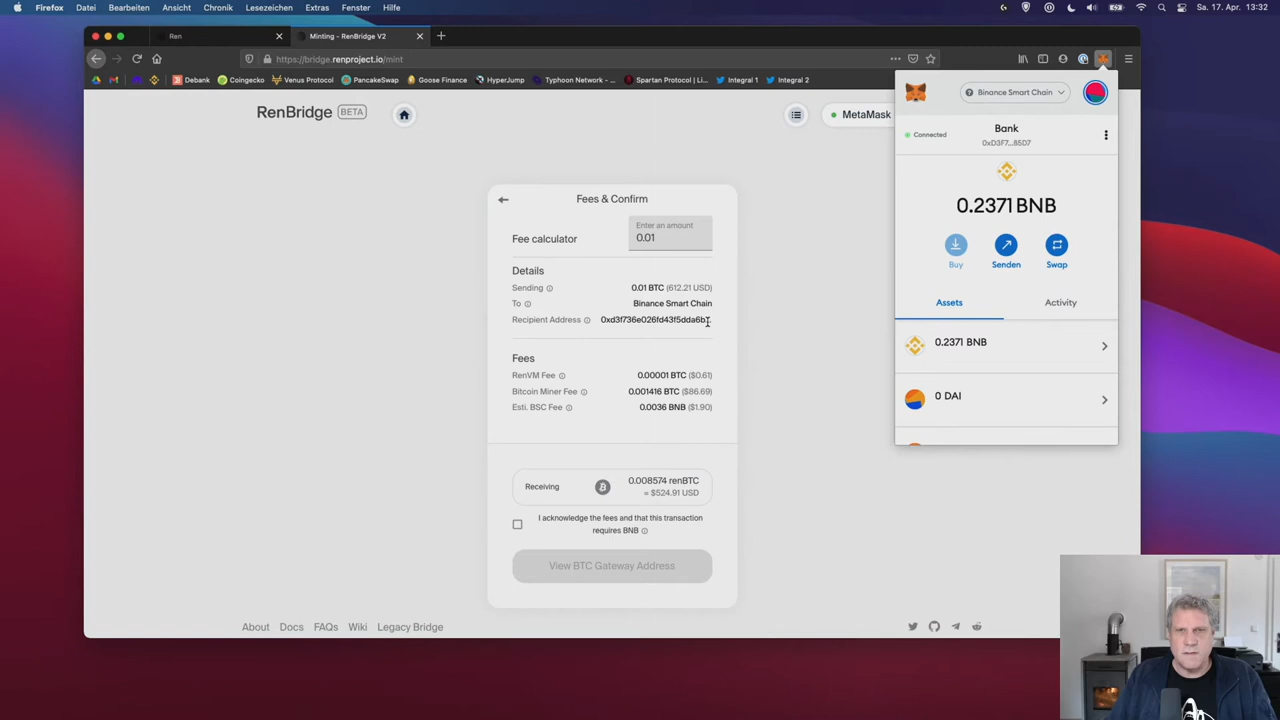 Firefox Datei Bearbeiten Ansicht Chronik Lesezeichen Extras Fenster Hilfe
Sa. 17. Apr. 13:32
Ren
Minting - RenBridge V2
https://bridge.renproject.io/mint
Debank Coingecko Venus Protocol PancakeSwap Goose Finance HyperJump Typhoon Network -... Spartan Protocol | Li... Integral 1 Integral 2
RenBridge BETA
MetaMask
Fees & Confirm
Fee calculator
Enter an amount
0.01
Details
Sending 0.01 BTC (612.21 USD)
To Binance Smart Chain
Recipient Address 0xd3f736e026fd43f5dda6b...
Fees
RenVM Fee 0.00001 BTC ($0.61)
Bitcoin Miner Fee 0.001416 BTC ($86.69)
Esti. BSC Fee 0.0036 BNB ($1.90)
Receiving
0.008574 renBTC
= $524.91 USD
I acknowledge the fees and that this transaction
requires BNB
View BTC Gateway Address
About Docs FAQs Wiki Legacy Bridge
Binance Smart Chain
Connected
Bank
0xD3F7...85D7
0.2371 BNB
Buy Senden Swap
Assets Activity
0.2371 BNB
0 DAI